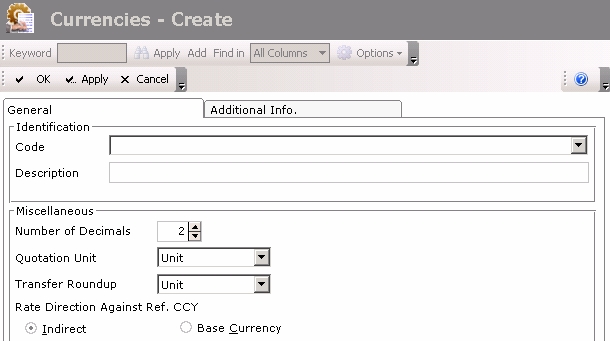 Currencies - Create
Keyword Apply Add Find in All Columns Options
OK Apply Cancel
General Additional Info.
Identification
Code
Description
Miscellaneous
Number of Decimals 2
Quotation Unit Unit
Transfer Roundup Unit
Rate Direction Against Ref. CCY
Indirect Base Currency